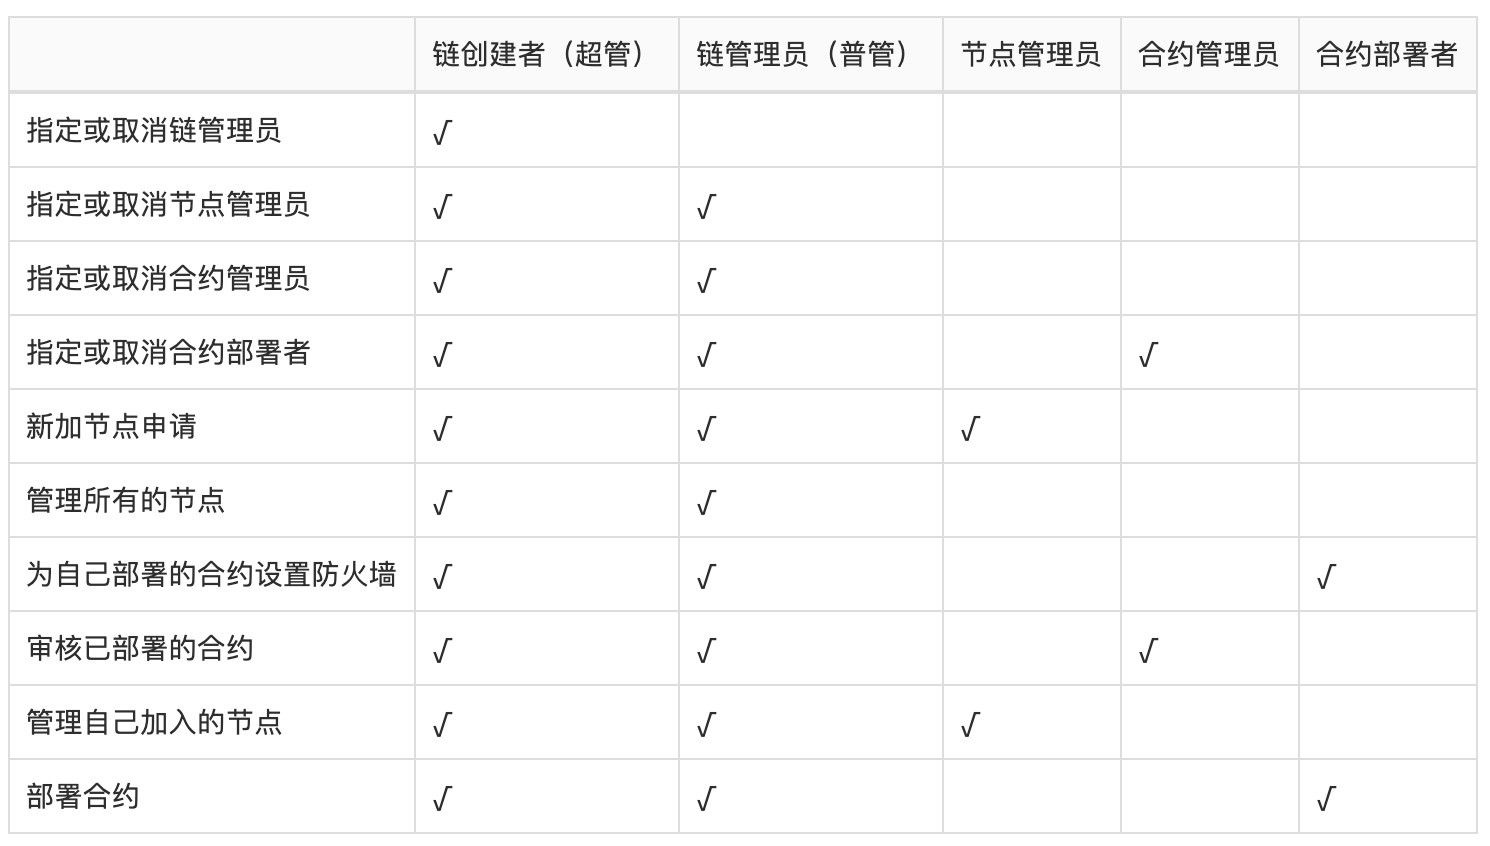 链创建者（超管） 链管理员（普管） 节点管理员 合约管理员 合约部署者
指定或取消链管理员 √
指定或取消节点管理员 √ √
指定或取消合约管理员 √ √
指定或取消合约部署者 √ √ √
新加节点申请 √ √ √
管理所有的节点 √ √
为自己部署的合约设置防火墙 √ √ √
审核已部署的合约 √ √ √
管理自己加入的节点 √ √ √
部署合约 √ √ √